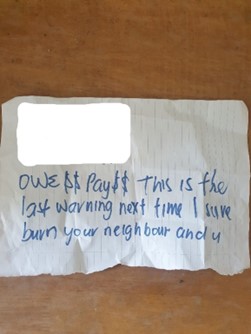 OWE $$ Pay$$ This is the
last warning next time I sure
burn your neighbour and u